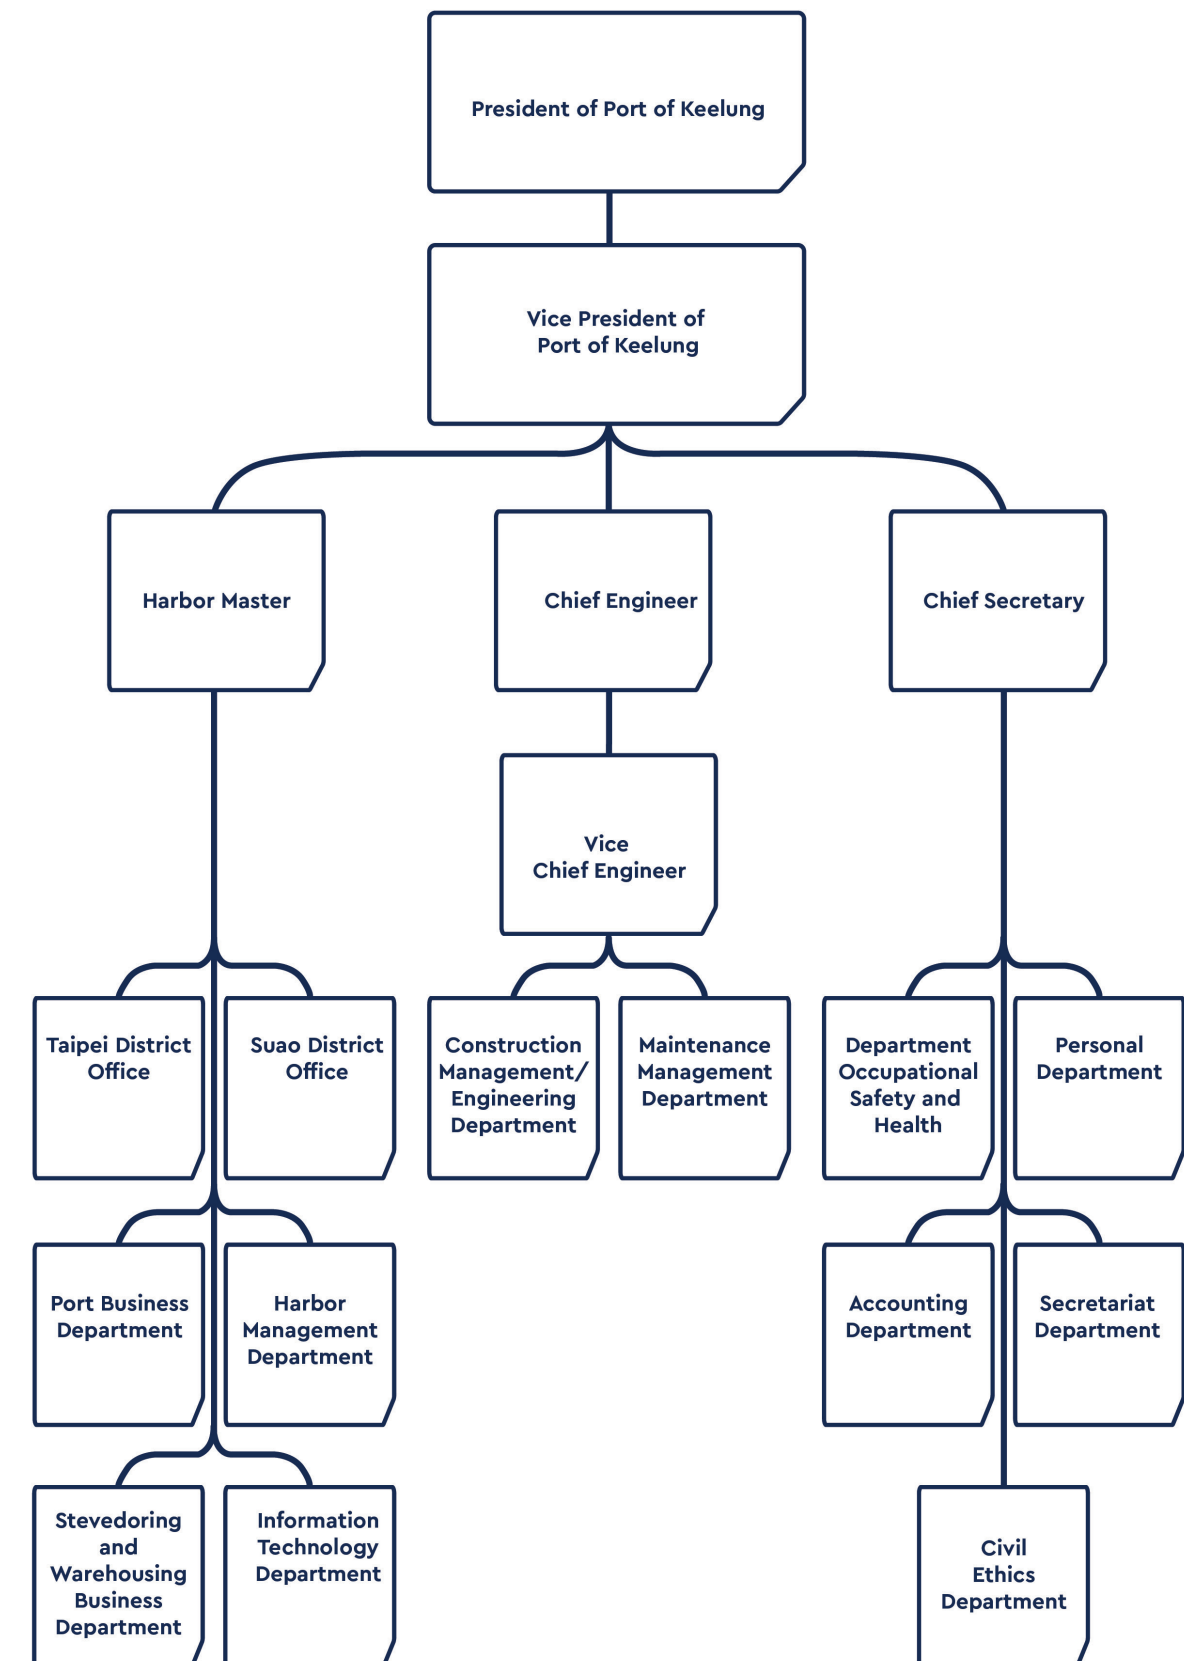 President of Port of Keelung
Vice President of
Port of Keelung
Harbor Master
Chief Engineer
Chief Secretary
Vice
Chief Engineer
Taipei District
Office
Suao District
Office
Construction
Management/
Engineering
Department
Maintenance
Management
Department
Department
Occupational
Safety and
Health
Personal
Department
Port Business
Department
Harbor
Management
Department
Accounting
Department
Secretariat
Department
Stevedoring
and
Warehousing
Business
Department
Information
Technology
Department
Civil
Ethics
Department